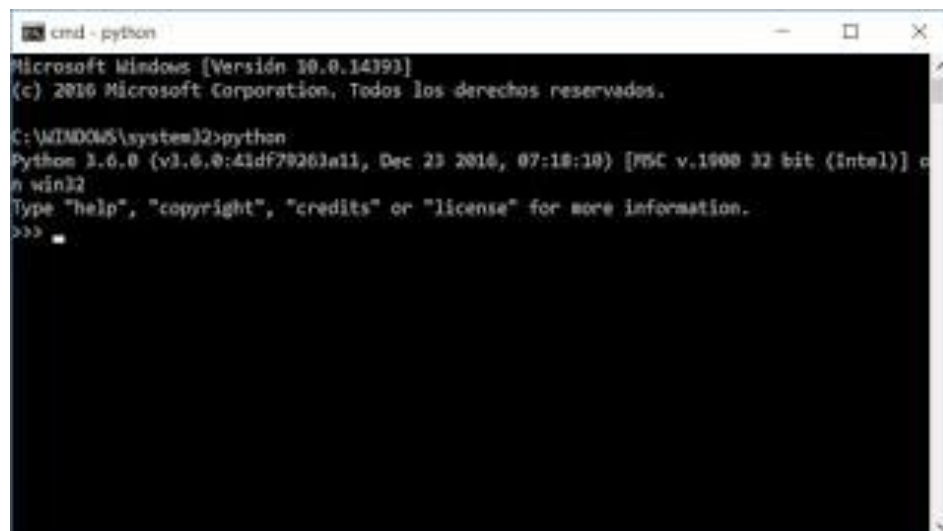 cmd - python
Microsoft Windows [Versión 10.0.14393]
(c) 2016 Microsoft Corporation. Todos los derechos reservados.
C:\WINDOWS\system32>python
Python 3.6.0 (v3.6.0:41df79263a11, Dec 23 2016, 07:18:10) [MSC v.1900 32 bit (Intel)] o
n win32
Type "help", "copyright", "credits" or "license" for more information.
>>>